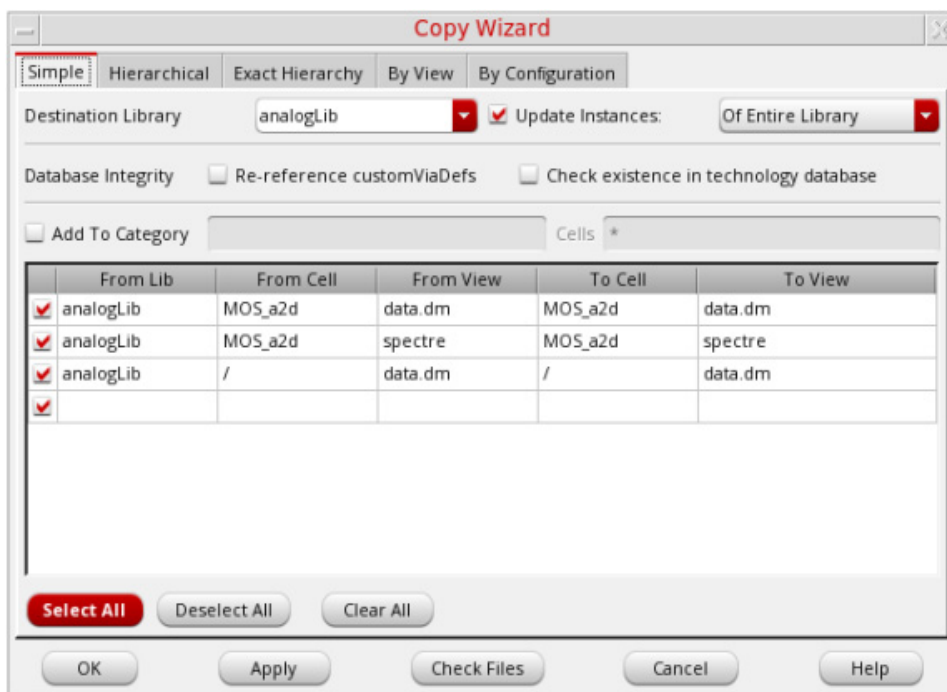 Copy Wizard
Simple Hierarchical Exact Hierarchy By View By Configuration
Destination Library analogLib Update Instances: Of Entire Library
Database Integrity Re-reference customViaDefs Check existence in technology database
Add To Category Cells *
From Lib From Cell From View To Cell To View
analogLib MOS_a2d data.dm MOS_a2d data.dm
analogLib MOS_a2d spectre MOS_a2d spectre
analogLib / data.dm / data.dm
Select All Deselect All Clear All
OK Apply Check Files Cancel Help